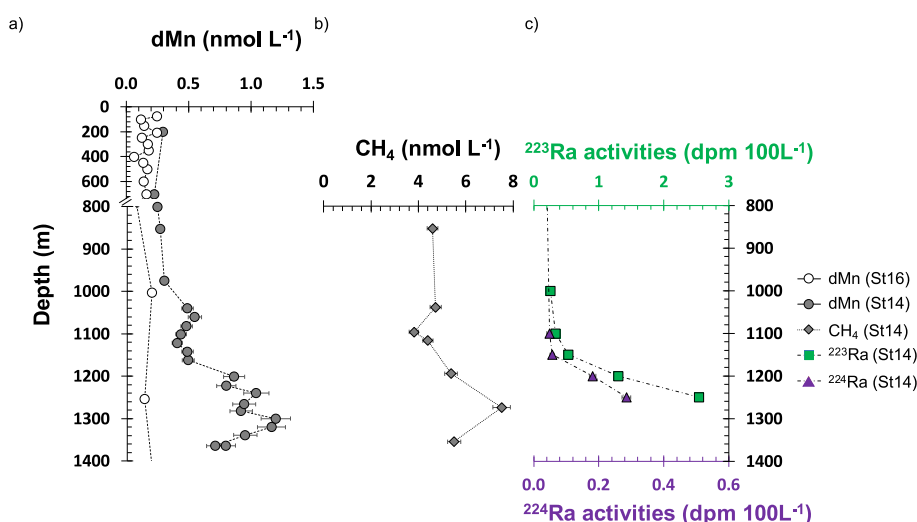 a)
dMn (nmol L-1)
0.0 0.5 1.0 1.5
0
200
400
600
800
900
1000
1100
1200
1300
1400
Depth (m)
b)
CH4 (nmol L-1)
0 2 4 6 8
c)
223Ra activities (dpm 100L-1)
0 1 2 3
800
900
1000
1100
1200
1300
1400
0.0 0.2 0.4 0.6
224Ra activities (dpm 100L-1)
dMn (St16)
dMn (St14)
CH4 (St14)
223Ra (St14)
224Ra (St14)